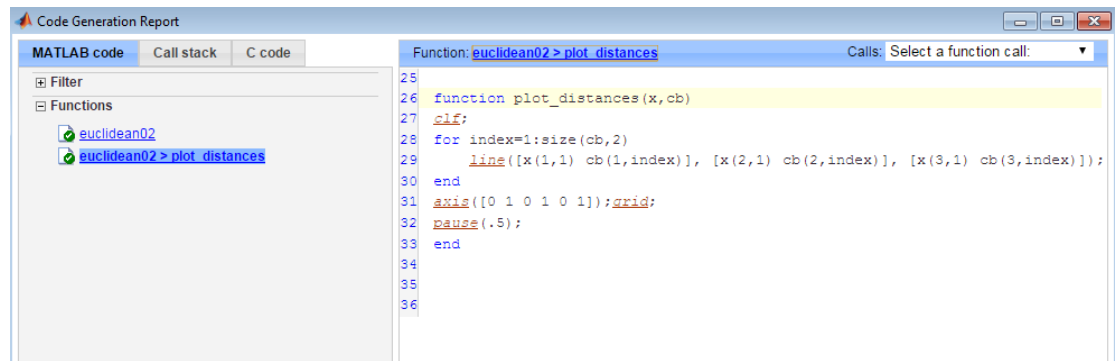 Code Generation Report
MATLAB code Call stack C code
Filter
Functions
euclidean02
euclidean02 > plot_distances
Function: euclidean02 > plot_distances Calls: Select a function call:
25
26 function plot_distances(x,cb)
27 clf;
28 for index=1:size(cb,2)
29 line([x(1,1) cb(1,index)], [x(2,1) cb(2,index)], [x(3,1) cb(3,index)]);
30 end
31 axis([0 1 0 1 0 1]);grid;
32 pause(.5);
33 end
34
35
36